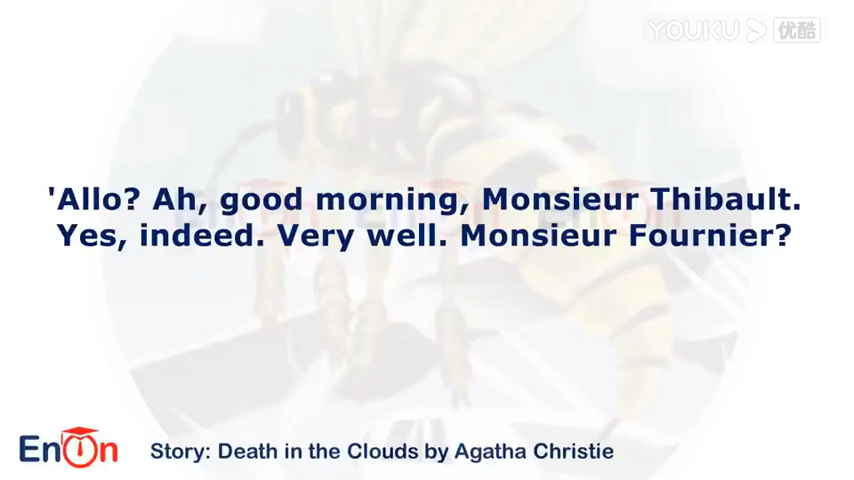 YOUKU 优酷
'Allo? Ah, good morning, Monsieur Thibault.
Yes, indeed. Very well. Monsieur Fournier?
EnOn
Story: Death in the Clouds by Agatha Christie